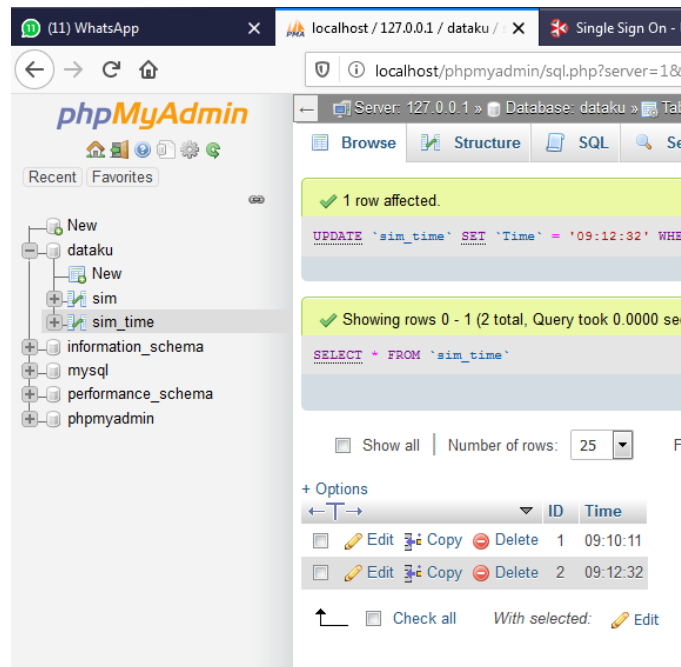 (11) WhatsApp
localhost / 127.0.0.1 / dataku /
Single Sign On -
localhost/phpmyadmin/sql.php?server=1&
phpMyAdmin
Recent Favorites
New
dataku
New
sim
sim_time
information_schema
mysql
performance_schema
phpmyadmin
Server: 127.0.0.1 » Database: dataku »
Browse Structure SQL
1 row affected.
UPDATE `sim_time` SET `Time` = '09:12:32'
Showing rows 0 - 1 (2 total, Query took 0.0000
SELECT * FROM `sim_time`
Show all | Number of rows: 25
+ Options
←T→ ID Time
Edit Copy Delete 1 09:10:11
Edit Copy Delete 2 09:12:32
Check all With selected: Edit